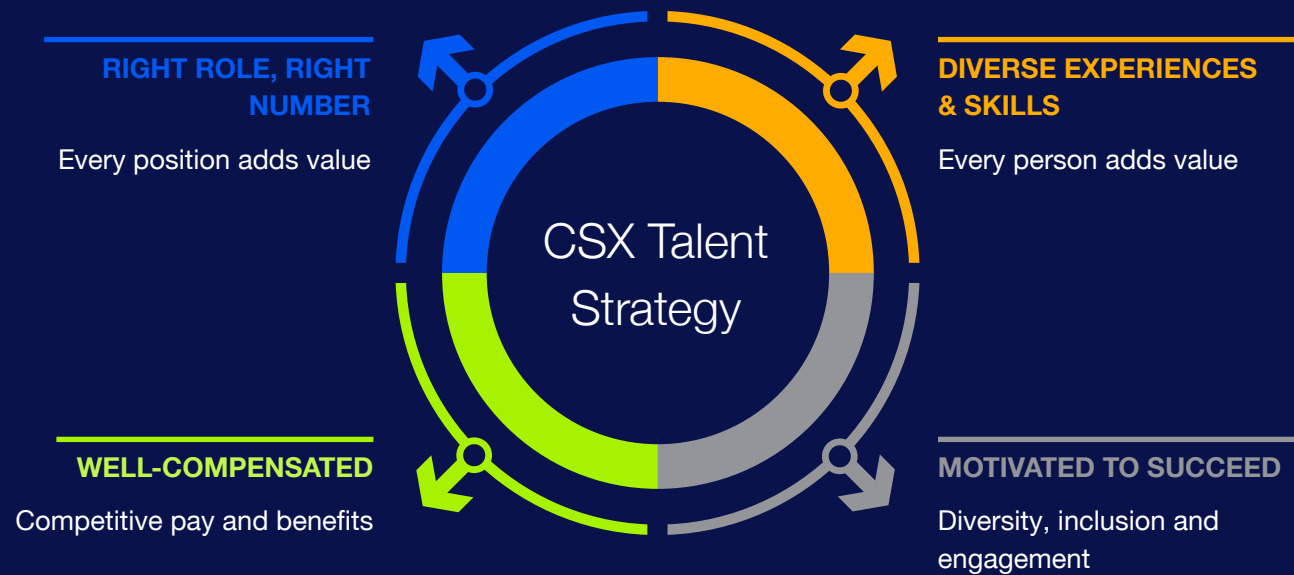 RIGHT ROLE, RIGHT
NUMBER
Every position adds value
DIVERSE EXPERIENCES
& SKILLS
Every person adds value
CSX Talent
Strategy
WELL-COMPENSATED
Competitive pay and benefits
MOTIVATED TO SUCCEED
Diversity, inclusion and
engagement